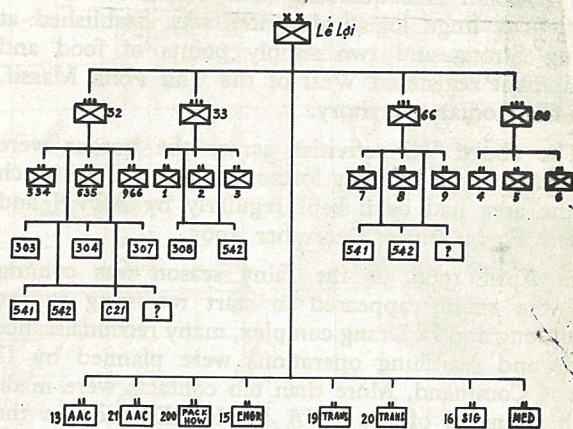 Lê Lợi
32 33 66 88
334 635 966 1 2 3 7 8 9 4 5 6
303 304 307 308 542 541 542 ?
541 542 C21 ?
13 AAC 21 AAC 200 PACK HOW 15 ENGR 19 TRANS 20 TRANS 16 SIG MED